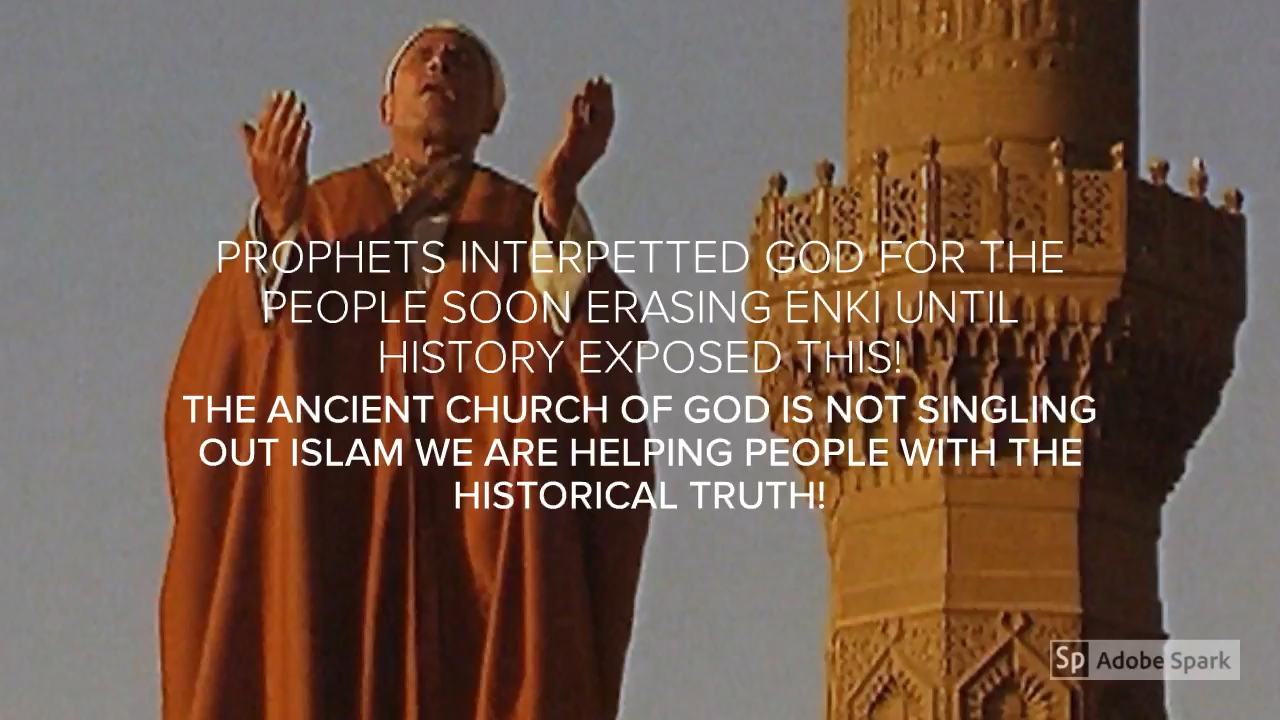 PROPHETS INTERPETTED GOD FOR THE
PEOPLE SOON ERASING ENKI UNTIL
HISTORY EXPOSED THIS!
THE ANCIENT CHURCH OF GOD IS NOT SINGLING
OUT ISLAM WE ARE HELPING PEOPLE WITH THE
HISTORICAL TRUTH!
Sp Adobe Spark